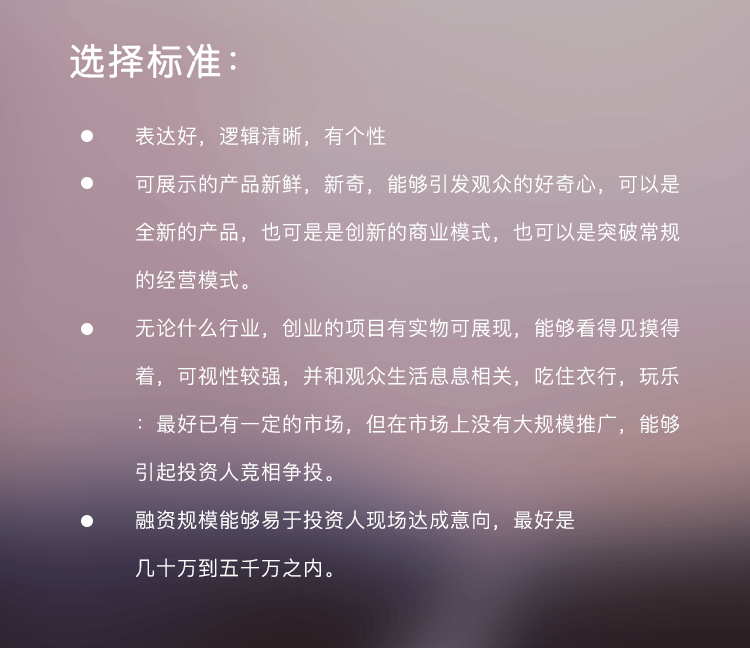 选择标准：
● 表达好，逻辑清晰，有个性
● 可展示的产品新鲜，新奇，能够引发观众的好奇心，可以是
全新的产品，也可是是创新的商业模式，也可以是突破常规
的经营模式。
● 无论什么行业，创业的项目有实物可展现，能够看得见摸得
着，可视性较强，并和观众生活息息相关，吃住衣行，玩乐
：最好已有一定的市场，但在市场上没有大规模推广，能够
引起投资人竞相争投。
● 融资规模能够易于投资人现场达成意向，最好是
几十万到五千万之内。